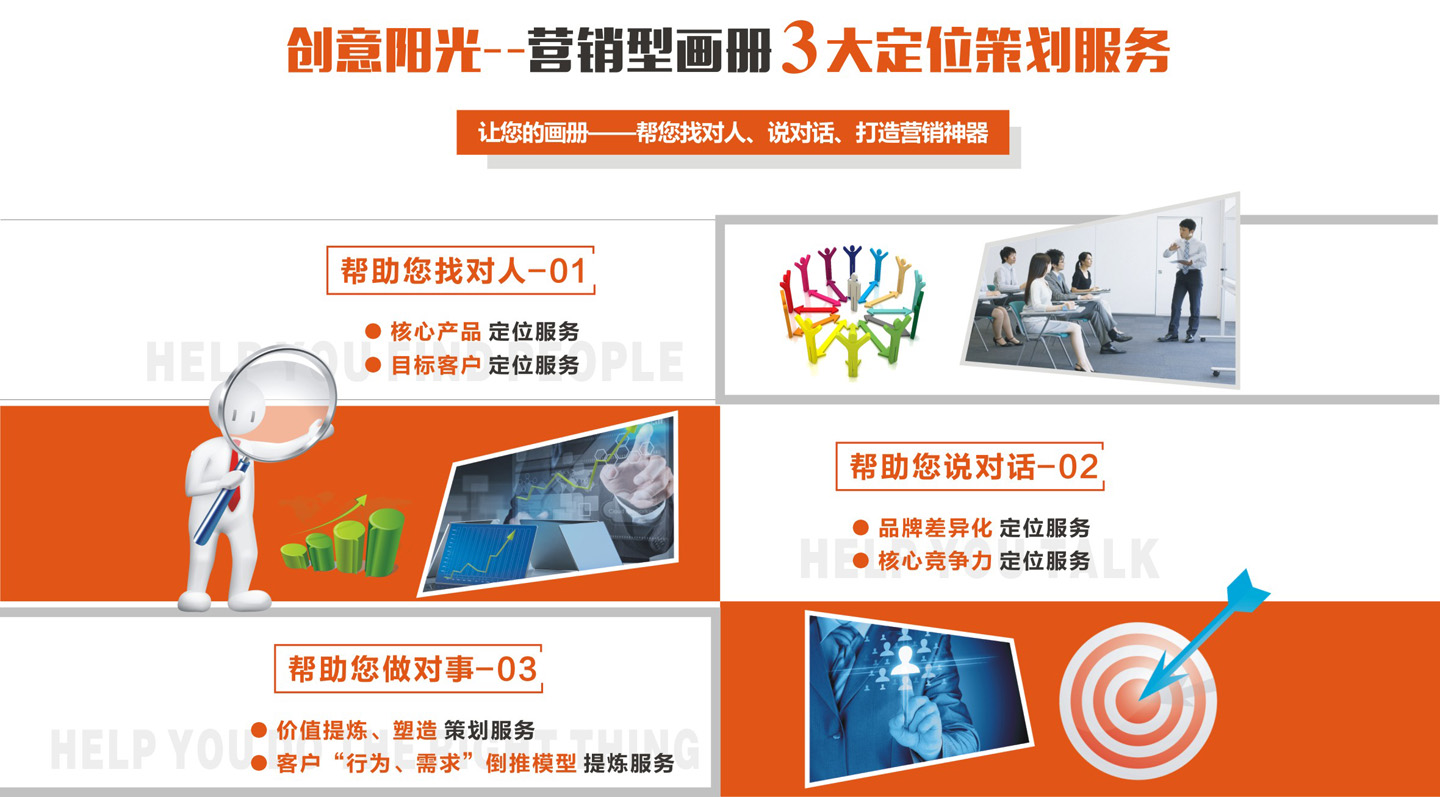 创意阳光--营销型画册3大定位策划服务
让您的画册——帮您找对人、说对话、打造营销神器
帮助您找对人-01
● 核心产品 定位服务
● 目标客户 定位服务
HELP YOU FIND PEOPLE
帮助您说对话-02
● 品牌差异化 定位服务
● 核心竞争力 定位服务
HELP YOU TALK
帮助您做对事-03
● 价值提炼、塑造 策划服务
● 客户“行为、需求”倒推模型 提炼服务
HELP YOU DO THE RIGHT THING